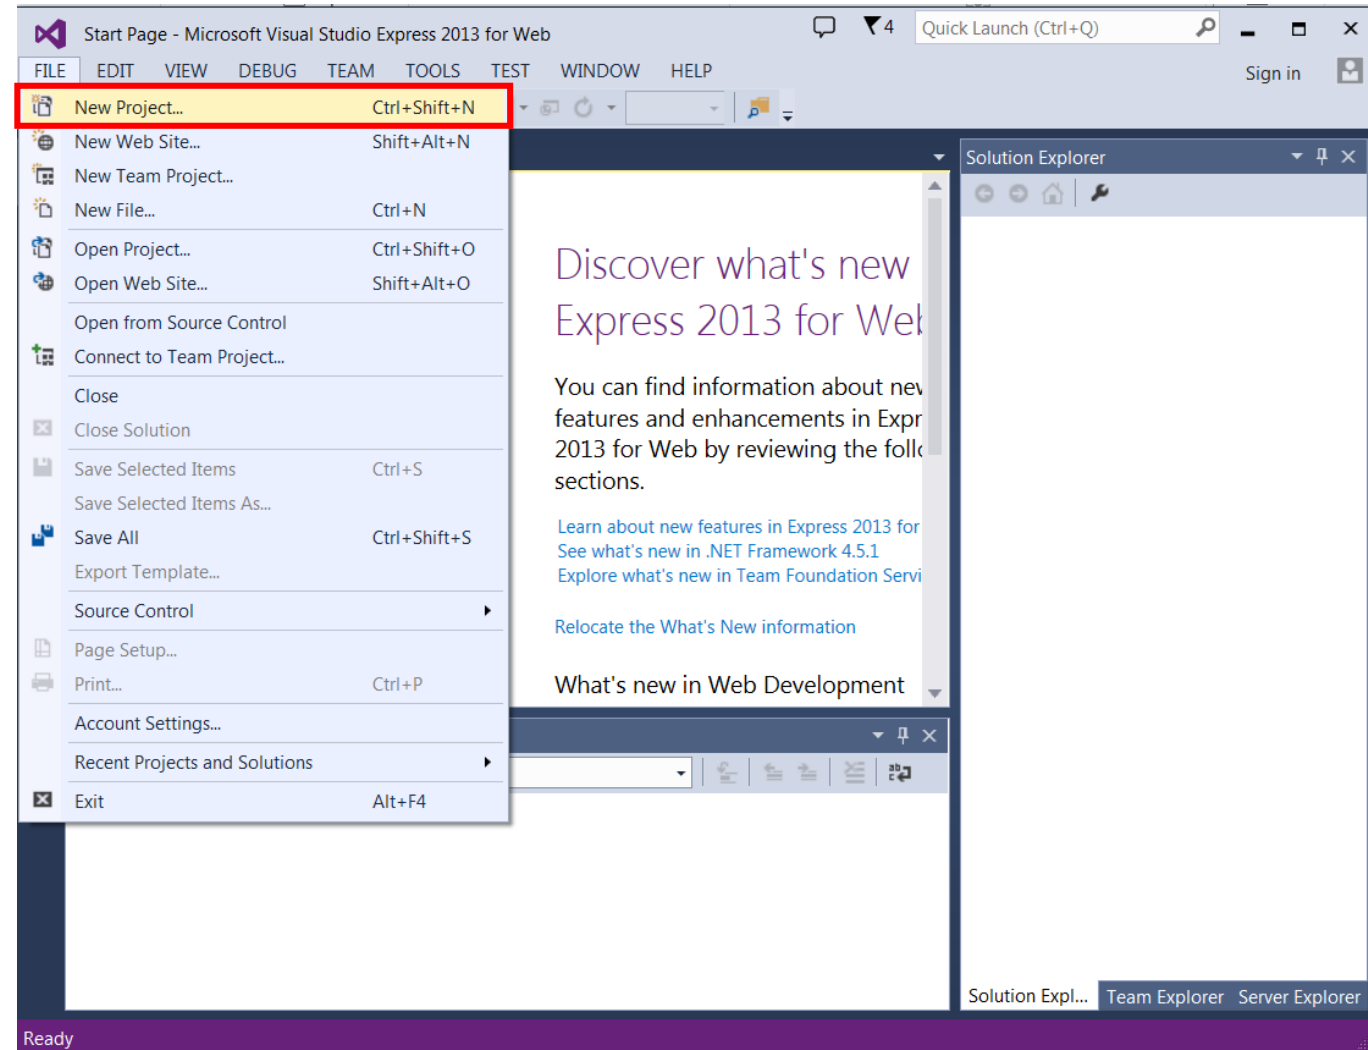 Start Page - Microsoft Visual Studio Express 2013 for Web
4
Quick Launch (Ctrl+Q)
FILE EDIT VIEW DEBUG TEAM TOOLS TEST WINDOW HELP
Sign in
New Project... Ctrl+Shift+N
New Web Site... Shift+Alt+N
New Team Project...
New File... Ctrl+N
Open Project... Ctrl+Shift+O
Open Web Site... Shift+Alt+O
Open from Source Control
Connect to Team Project...
Close
Close Solution
Save Selected Items Ctrl+S
Save Selected Items As...
Save All Ctrl+Shift+S
Export Template...
Source Control
Page Setup...
Print... Ctrl+P
Account Settings...
Recent Projects and Solutions
Exit Alt+F4
Discover what's new
Express 2013 for Web
You can find information about new
features and enhancements in Expr
2013 for Web by reviewing the follo
sections.
Learn about new features in Express 2013 for
See what's new in .NET Framework 4.5.1
Explore what's new in Team Foundation Servi
Relocate the What's New information
What's new in Web Development
Solution Explorer
Solution Expl... Team Explorer Server Explorer
Ready